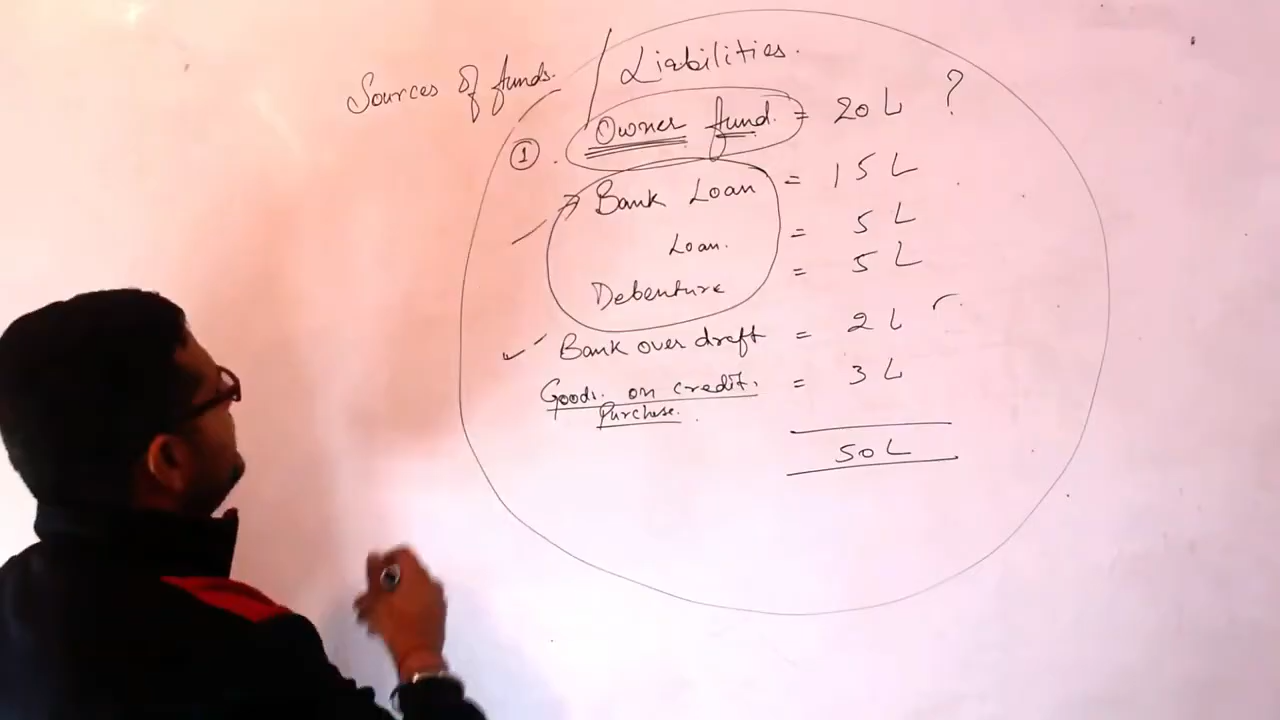 Sources of funds. / Liabilities.
① . Owner fund. = 20 L ?
Bank Loan = 15 L
Loan. = 5 L
Debenture = 5 L
Bank over draft = 2 L
Goods. on credit. = 3 L
Purchase.
50 L